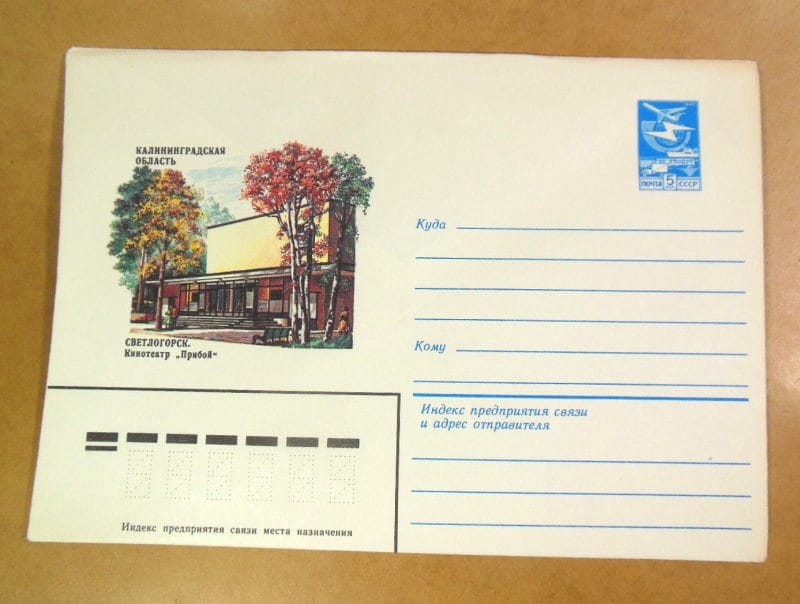 КАЛИНИНГРАДСКАЯ
ОБЛАСТЬ
СВЕТЛОГОРСК.
Кинотеатр „Прибой“
ПОЧТА 5 СССР
Куда
Кому
Индекс предприятия связи
и адрес отправителя
Индекс предприятия связи места назначения